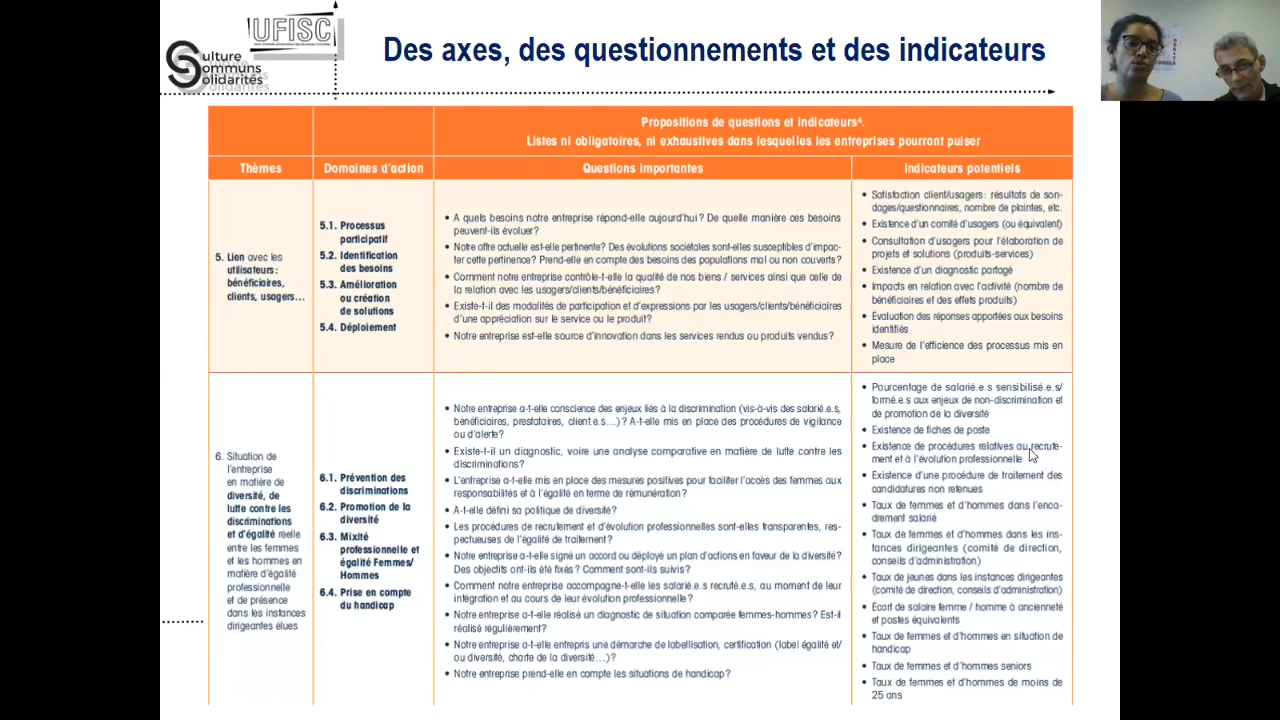 UFISC
Culture
Communs
Solidarités
Des axes, des questionnements et des indicateurs
Propositions de questions et indicateurs⁴.
Listes ni obligatoires, ni exhaustives dans lesquelles les entreprises pourront puiser
Thèmes
Domaines d'action
Questions importantes
Indicateurs potentiels
5. Lien avec les
utilisateurs :
bénéficiaires,
clients, usagers…
5.1. Processus
participatif
5.2. Identification
des besoins
5.3. Amélioration
ou création
de solutions
5.4. Déploiement
• A quels besoins notre entreprise répond-elle aujourd'hui ? De quelle manière ces besoins
peuvent-ils évoluer?
• Notre offre actuelle est-elle pertinente? Des évolutions sociétales sont-elles susceptibles d'impac-
ter cette pertinence? Prend-elle en compte des besoins des populations mal ou non couverts?
• Comment notre entreprise contrôle-t-elle la qualité de nos biens / services ainsi que celle de
la relation avec les usagers/clients/bénéficiaires?
• Existe-t-il des modalités de participation et d'expressions par les usagers/clients/bénéficiaires
d'une appréciation sur le service ou le produit?
• Notre entreprise est-elle source d'innovation dans les services rendus ou produits vendus?
• Satisfaction client/usagers : résultats de son-
dages/questionnaires, nombre de plaintes, etc.
• Existence d'un comité d'usagers (ou équivalent)
• Consultation d'usagers pour l'élaboration de
projets et solutions (produits-services)
• Existence d'un diagnostic partagé
• Impacts en relation avec l'activité (nombre de
bénéficiaires et des effets produits)
• Évaluation des réponses apportées aux besoins
identifiés
• Mesure de l'efficience des processus mis en
place
6. Situation de
l'entreprise
en matière de
diversité, de
lutte contre les
discriminations
et d'égalité réelle
entre les femmes
et les hommes en
matière d'égalité
professionnelle
et de présence
dans les instances
dirigeantes élues
6.1. Prévention des
discriminations
6.2. Promotion de la
diversité
6.3. Mixité
professionnelle et
égalité Femmes/
Hommes
6.4. Prise en compte
du handicap
• Notre entreprise a-t-elle conscience des enjeux liés à la discrimination (vis-à-vis des salarié.e.s,
bénéficiaires, prestataires, client.e.s…) ? A-t-elle mis en place des procédures de vigilance
ou d'alerte?
• Existe-t-il un diagnostic, voire une analyse comparative en matière de lutte contre les
discriminations?
• L'entreprise a-t-elle mis en place des mesures positives pour faciliter l'accès des femmes aux
responsabilités et à l'égalité en terme de rémunération?
• A-t-elle défini sa politique de diversité?
• Les procédures de recrutement et d'évolution professionnelles sont-elles transparentes, res-
pectueuses de l'égalité de traitement?
• Notre entreprise a-t-elle signé un accord ou déployé un plan d'actions en faveur de la diversité?
Des objectifs ont-ils été fixés? Comment sont-ils suivis?
• Comment notre entreprise accompagne-t-elle les salarié.e.s recruté.e.s, au moment de leur
intégration et au cours de leur évolution professionnelle?
• Notre entreprise a-t-elle réalisé un diagnostic de situation comparée femmes-hommes? Est-il
réalisé régulièrement?
• Notre entreprise a-t-elle entrepris une démarche de labellisation, certification (label égalité et/
ou diversité, charte de la diversité…)?
• Notre entreprise prend-elle en compte les situations de handicap?
• Pourcentage de salarié.e.s sensibilisé.e.s/
formé.e.s aux enjeux de non-discrimination et
de promotion de la diversité
• Existence de fiches de poste
• Existence de procédures relatives au recrute-
ment et à l'évolution professionnelle
• Existence d'une procédure de traitement des
candidatures non retenues
• Taux de femmes et d'hommes dans l'enca-
drement salarié
• Taux de femmes et d'hommes dans les ins-
tances dirigeantes (comité de direction,
conseils d'administration)
• Taux de jeunes dans les instances dirigeantes
(comité de direction, conseils d'administration)
• Écart de salaire femme / homme à ancienneté
et postes équivalents
• Taux de femmes et d'hommes en situation de
handicap
• Taux de femmes et d'hommes seniors
• Taux de femmes et d'hommes de moins de
25 ans